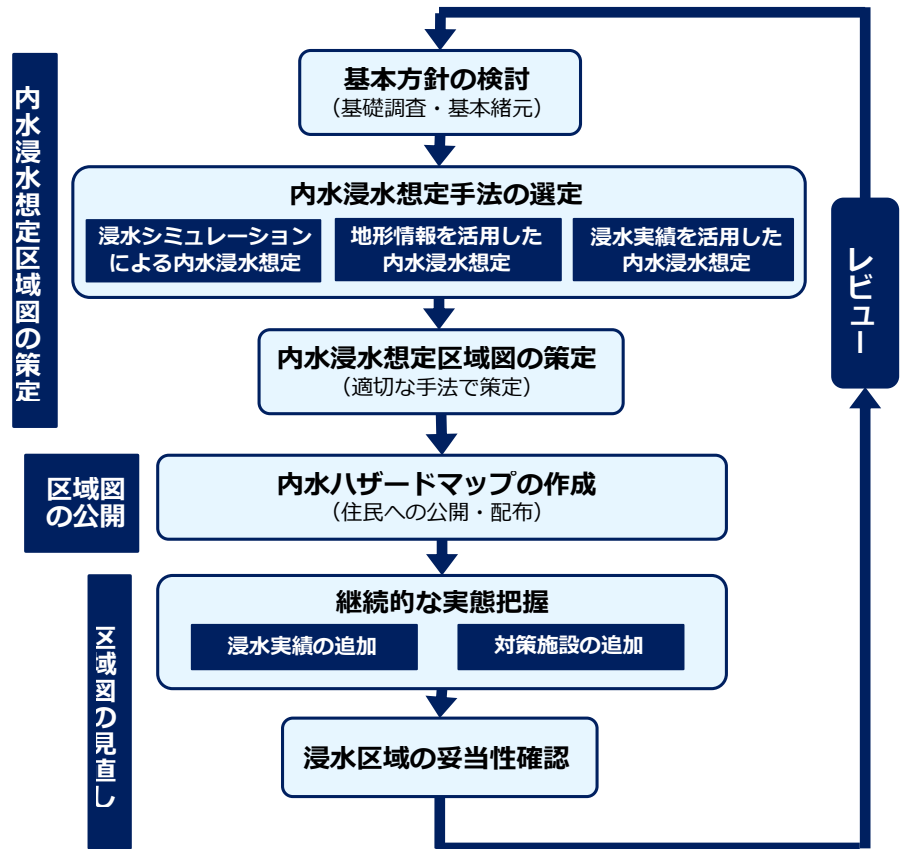 内水浸水想定区域図の策定
基本方針の検討
（基礎調査・基本緒元）
内水浸水想定手法の選定
浸水シミュレーション
による内水浸水想定
地形情報を活用した
内水浸水想定
浸水実績を活用した
内水浸水想定
内水浸水想定区域図の策定
（適切な手法で策定）
区域図
の公開
内水ハザードマップの作成
（住民への公開・配布）
区域図の見直し
継続的な実態把握
浸水実績の追加
対策施設の追加
浸水区域の妥当性確認
レビュー